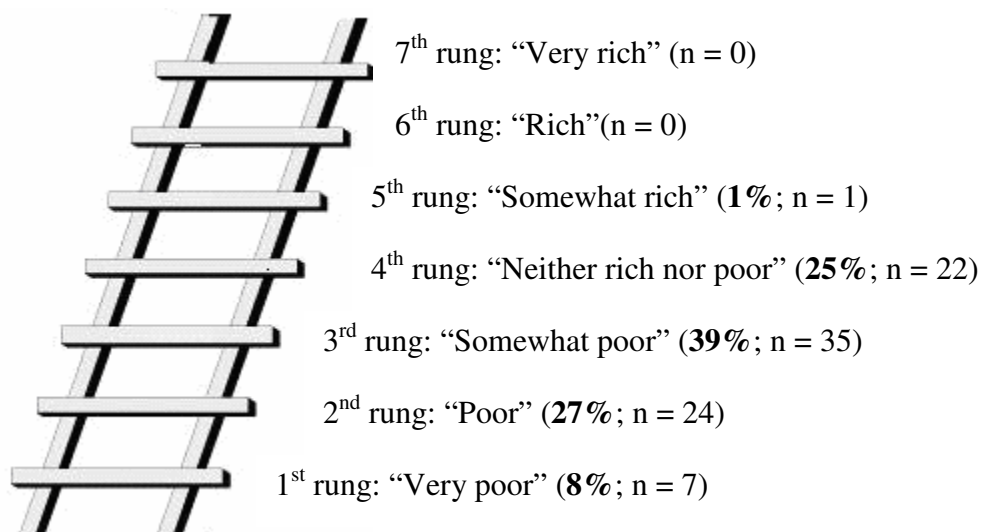 7th rung: “Very rich” (n = 0)
6th rung: “Rich”(n = 0)
5th rung: “Somewhat rich” (1%; n = 1)
4th rung: “Neither rich nor poor” (25%; n = 22)
3rd rung: “Somewhat poor” (39%; n = 35)
2nd rung: “Poor” (27%; n = 24)
1st rung: “Very poor” (8%; n = 7)